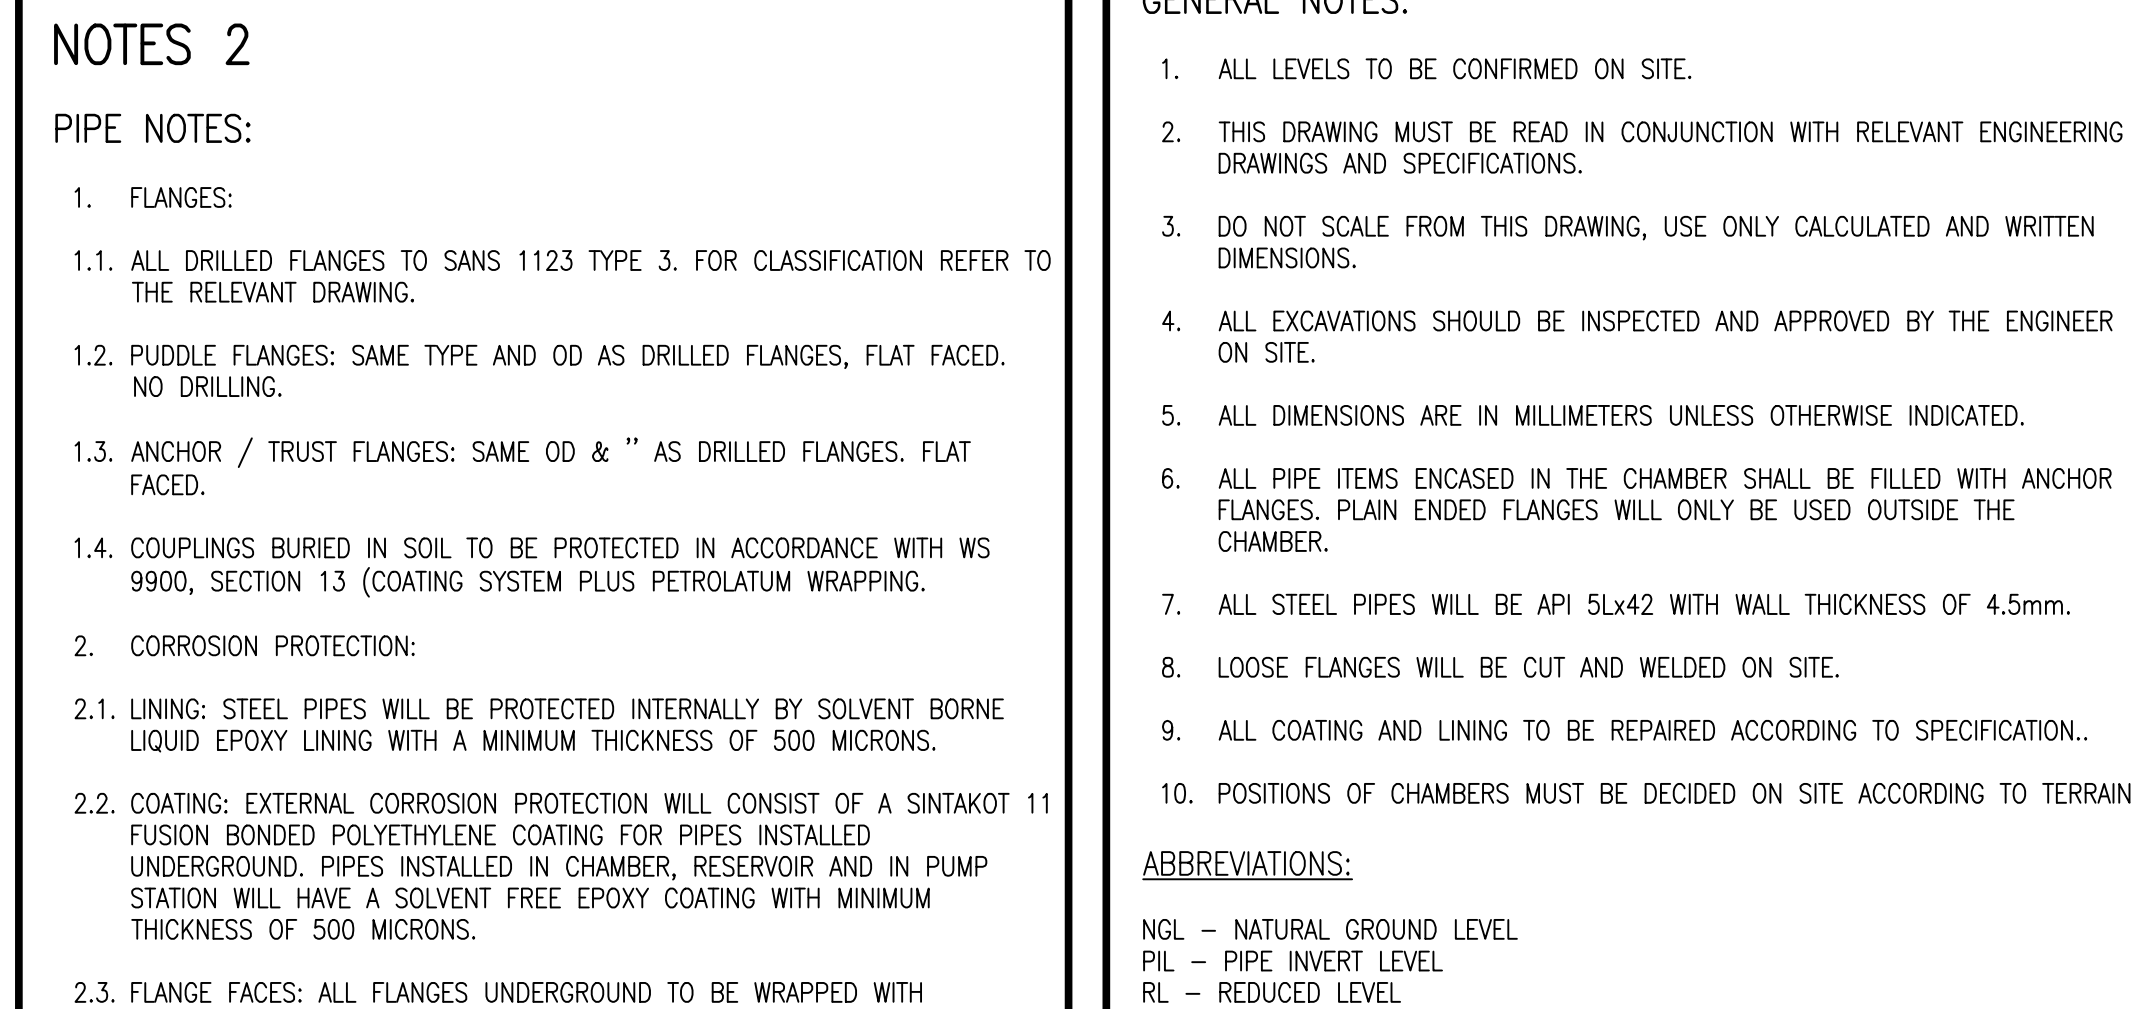 NOTES 2
PIPE NOTES:
1. FLANGES:
1.1. ALL DRILLED FLANGES TO SANS 1123 TYPE 3. FOR CLASSIFICATION REFER TO
THE RELEVANT DRAWING.
1.2. PUDDLE FLANGES: SAME TYPE AND OD AS DRILLED FLANGES, FLAT FACED.
NO DRILLING.
1.3. ANCHOR / TRUST FLANGES: SAME OD & " AS DRILLED FLANGES. FLAT
FACED.
1.4. COUPLINGS BURIED IN SOIL TO BE PROTECTED IN ACCORDANCE WITH WS
9900, SECTION 13 (COATING SYSTEM PLUS PETROLATUM WRAPPING.
2. CORROSION PROTECTION:
2.1. LINING: STEEL PIPES WILL BE PROTECTED INTERNALLY BY SOLVENT BORNE
LIQUID EPOXY LINING WITH A MINIMUM THICKNESS OF 500 MICRONS.
2.2. COATING: EXTERNAL CORROSION PROTECTION WILL CONSIST OF A SINTAKOT 11
FUSION BONDED POLYETHYLENE COATING FOR PIPES INSTALLED
UNDERGROUND. PIPES INSTALLED IN CHAMBER, RESERVOIR AND IN PUMP
STATION WILL HAVE A SOLVENT FREE EPOXY COATING WITH MINIMUM
THICKNESS OF 500 MICRONS.
2.3. FLANGE FACES: ALL FLANGES UNDERGROUND TO BE WRAPPED WITH
GENERAL NOTES:
1. ALL LEVELS TO BE CONFIRMED ON SITE.
2. THIS DRAWING MUST BE READ IN CONJUNCTION WITH RELEVANT ENGINEERING
DRAWINGS AND SPECIFICATIONS.
3. DO NOT SCALE FROM THIS DRAWING, USE ONLY CALCULATED AND WRITTEN
DIMENSIONS.
4. ALL EXCAVATIONS SHOULD BE INSPECTED AND APPROVED BY THE ENGINEER
ON SITE.
5. ALL DIMENSIONS ARE IN MILLIMETERS UNLESS OTHERWISE INDICATED.
6. ALL PIPE ITEMS ENCASED IN THE CHAMBER SHALL BE FILLED WITH ANCHOR
FLANGES. PLAIN ENDED FLANGES WILL ONLY BE USED OUTSIDE THE
CHAMBER.
7. ALL STEEL PIPES WILL BE API 5Lx42 WITH WALL THICKNESS OF 4.5mm.
8. LOOSE FLANGES WILL BE CUT AND WELDED ON SITE.
9. ALL COATING AND LINING TO BE REPAIRED ACCORDING TO SPECIFICATION..
10. POSITIONS OF CHAMBERS MUST BE DECIDED ON SITE ACCORDING TO TERRAIN
ABBREVIATIONS:
NGL – NATURAL GROUND LEVEL
PIL – PIPE INVERT LEVEL
RL – REDUCED LEVEL